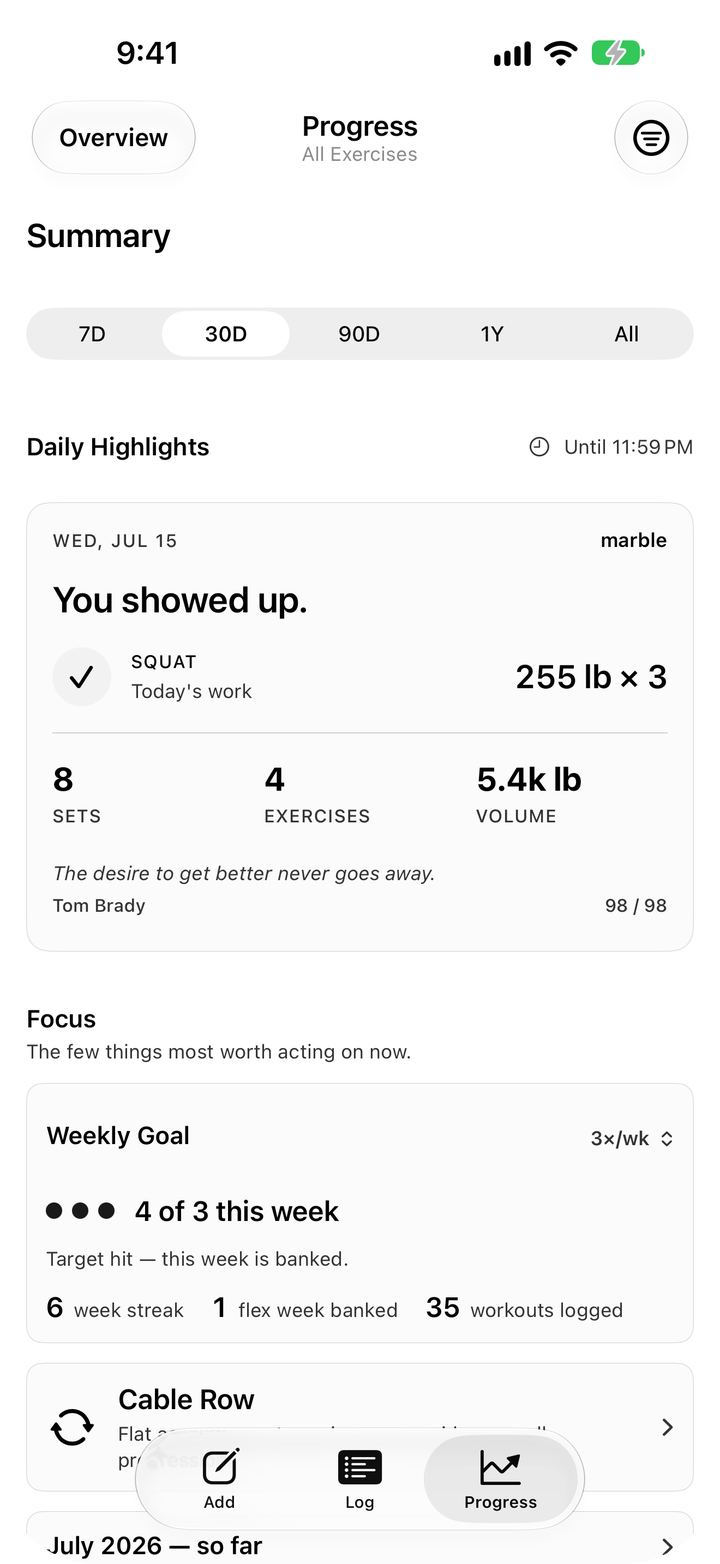 9:41
Overview
Progress
All Exercises
Summary
7D 30D 90D 1Y All
Daily Highlights Until 11:59 PM
WED, JUL 15 marble
You showed up.
SQUAT
Today's work
255 lb × 3
8 4 5.4k lb
SETS EXERCISES VOLUME
The desire to get better never goes away.
Tom Brady 98 / 98
Focus
The few things most worth acting on now.
Weekly Goal 3×/wk
4 of 3 this week
Target hit — this week is banked.
6 week streak 1 flex week banked 35 workouts logged
Cable Row
Flat
Add Log Progress
July 2026 — so far